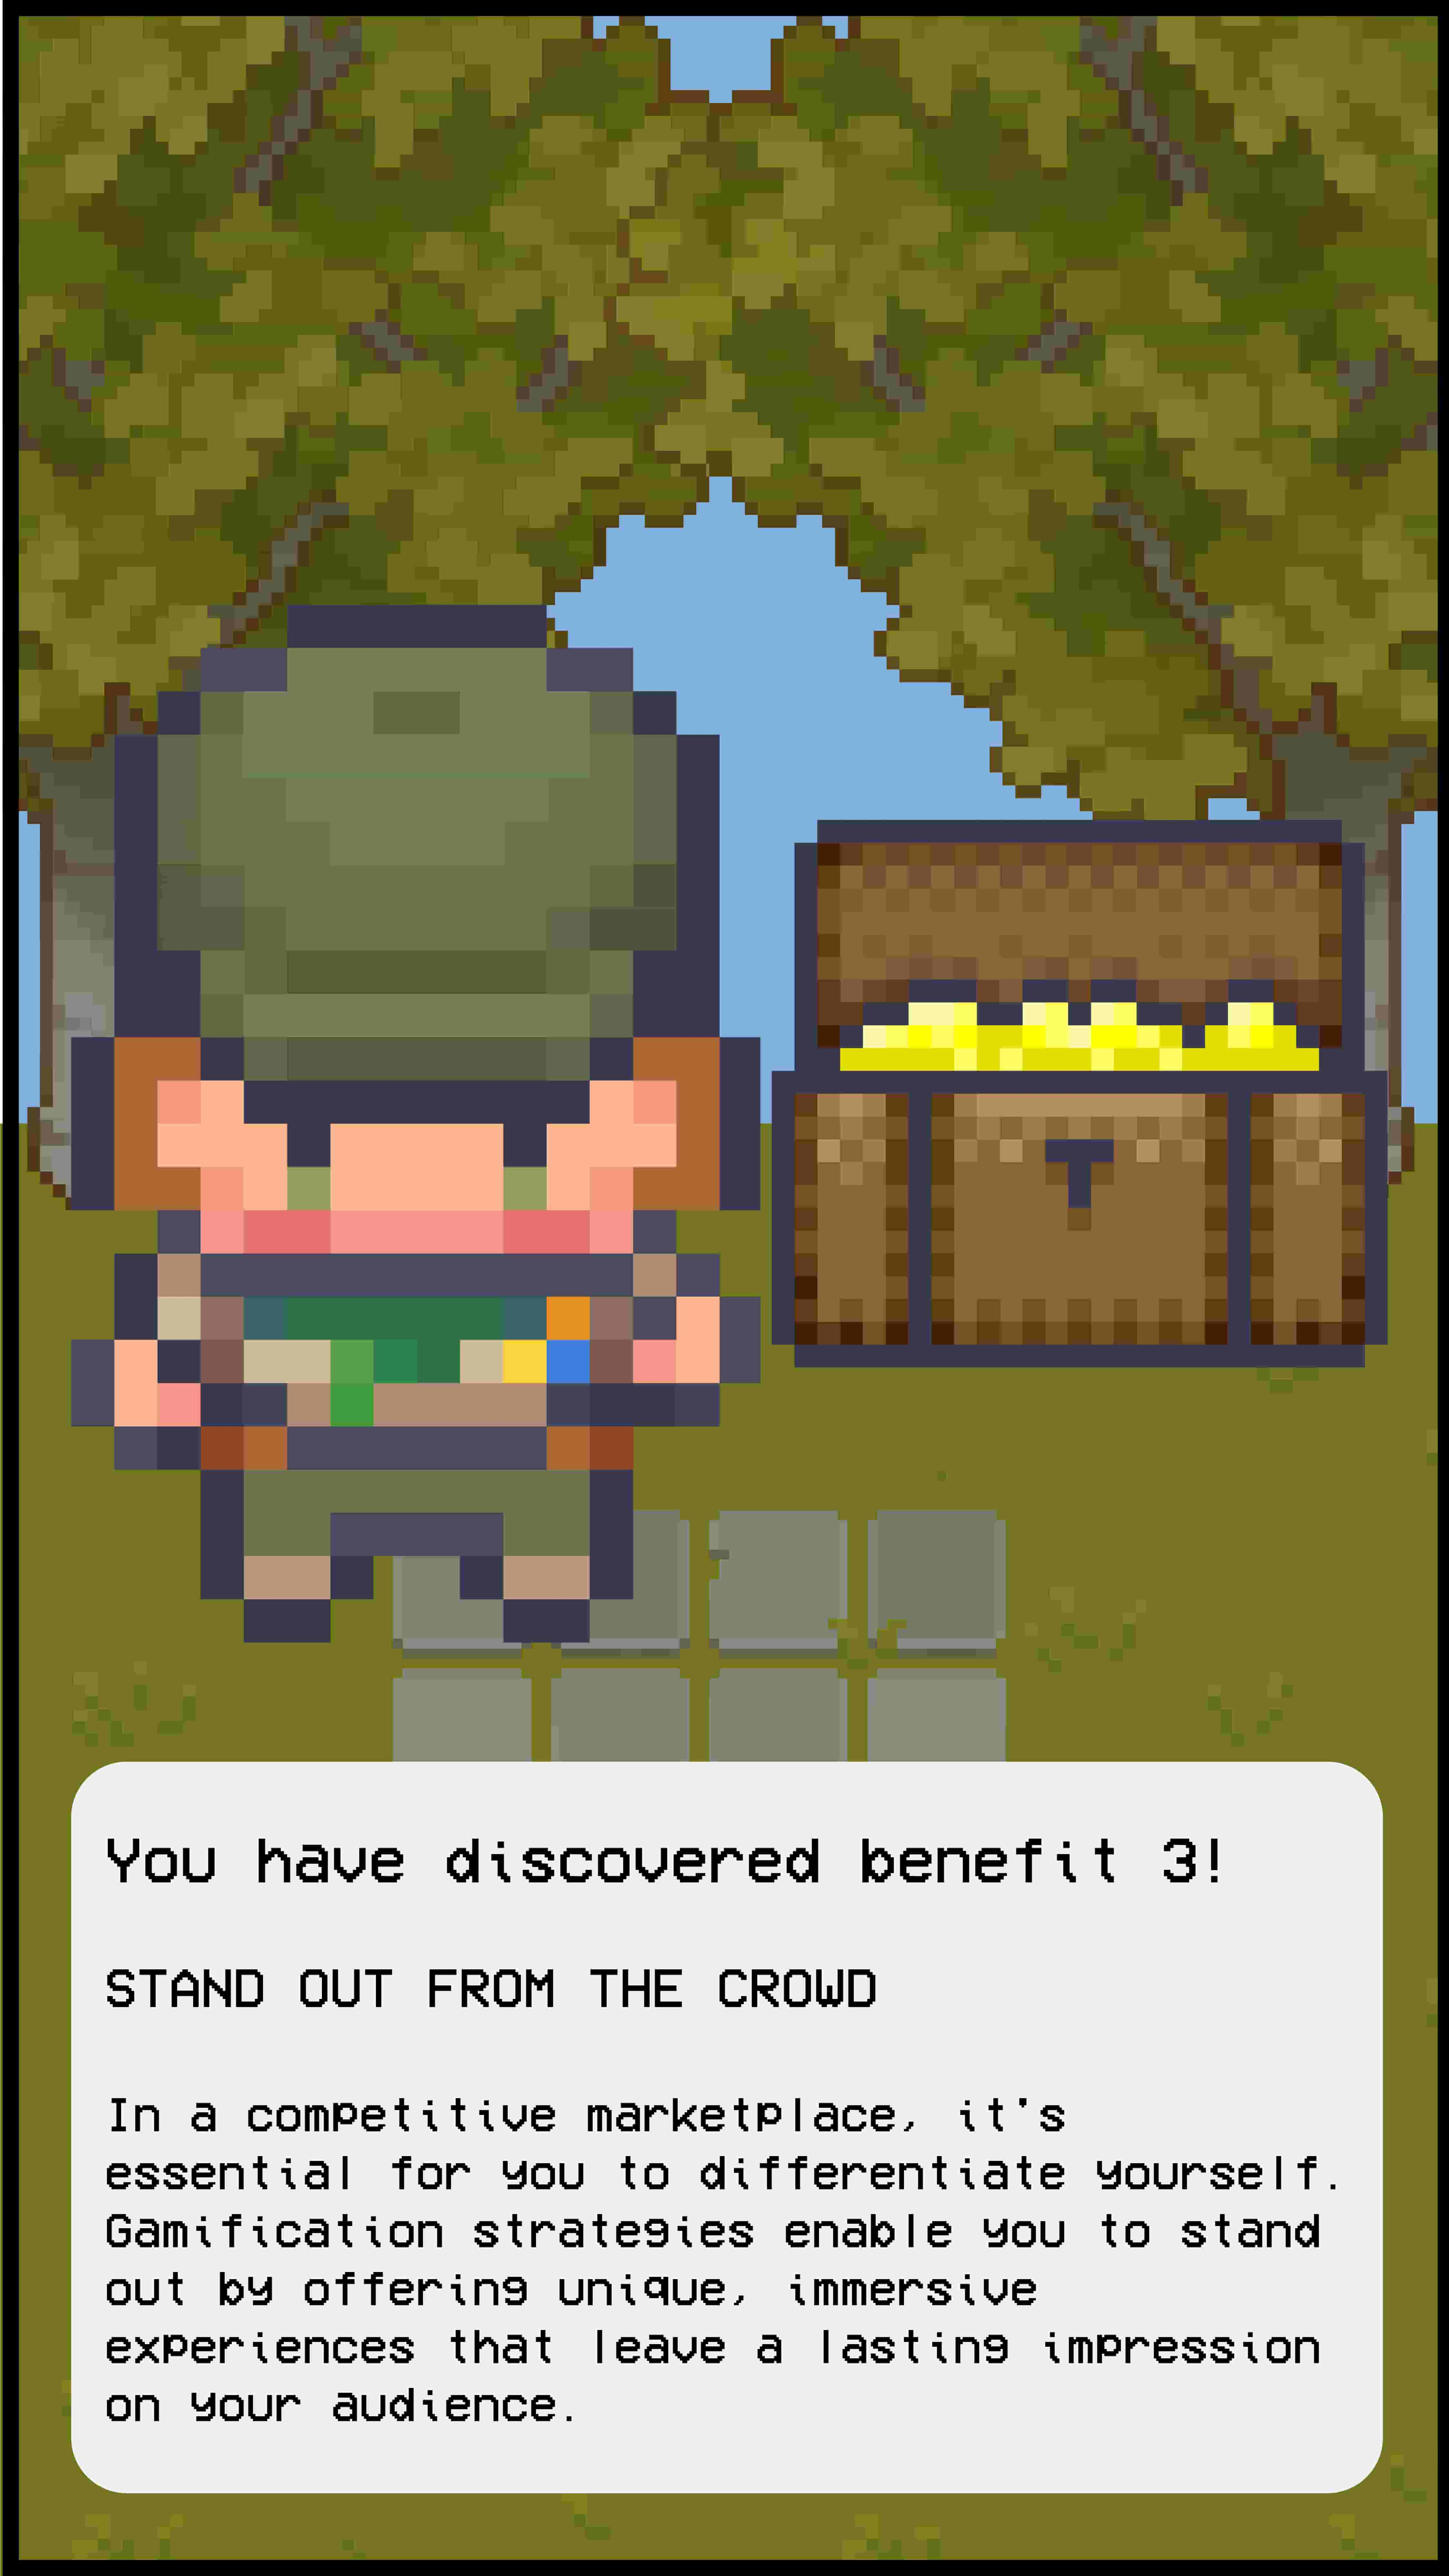 You have discovered benefit 3!
STAND OUT FROM THE CROWD
In a competitive marketplace, it's
essential for you to differentiate yourself.
Gamification strategies enable you to stand
out by offering unique, immersive
experiences that leave a lasting impression
on your audience.